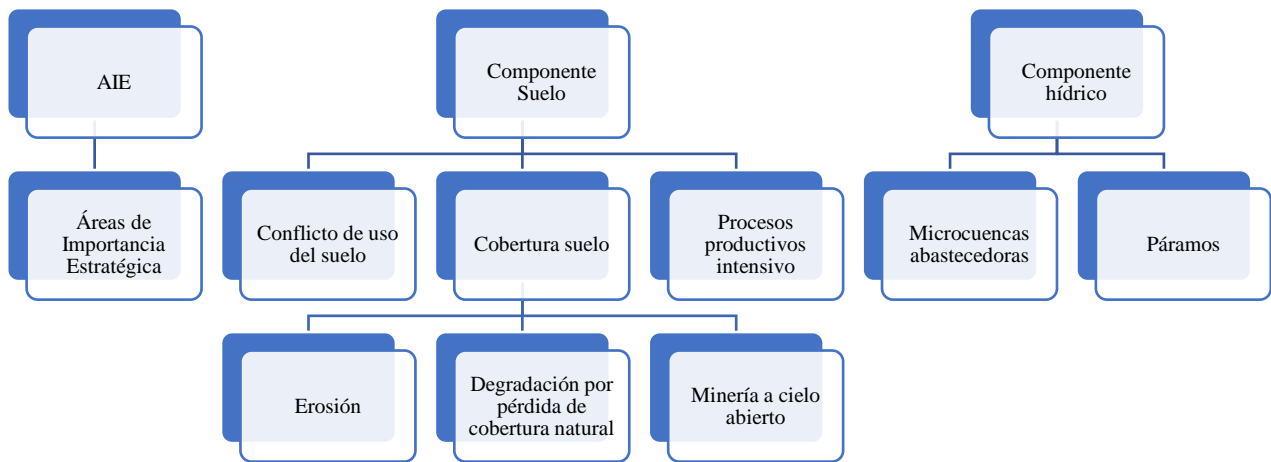 AIE
Componente
Suelo
Componente
hídrico
Áreas de
Importancia
Estratégica
Conflicto de uso
del suelo
Cobertura suelo
Procesos
productivos
intensivo
Microcuencas
abastecedoras
Páramos
Erosión
Degradación por
pérdida de
cobertura natural
Minería a cielo
abierto